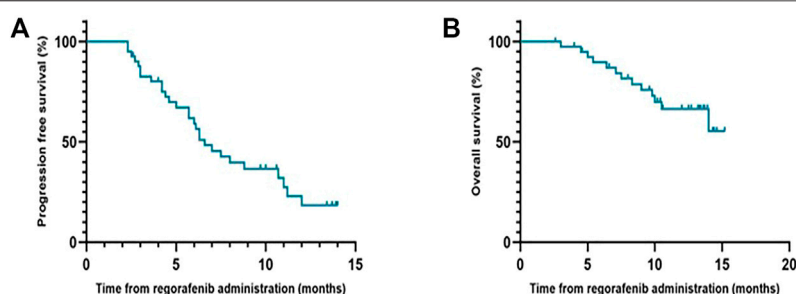 A
B
Progression free survival (%)
100
50
0
0 5 10 15
Time from regorafenib administration (months)
Overall survival (%)
100
50
0
0 5 10 15 20
Time from regorafenib administration (months)